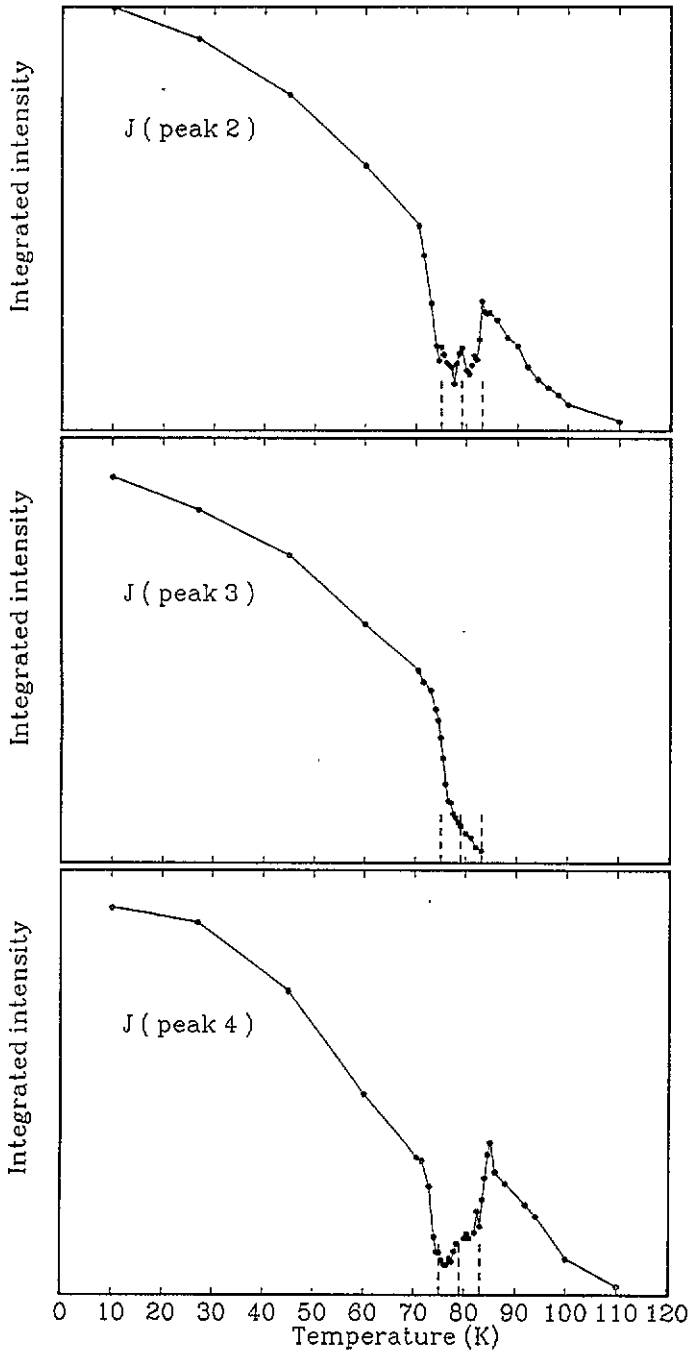 Integrated intensity
J ( peak 2 )
Integrated intensity
J ( peak 3 )
Integrated intensity
J ( peak 4 )
0 10 20 30 40 50 60 70 80 90 100 110 120
Temperature (K)